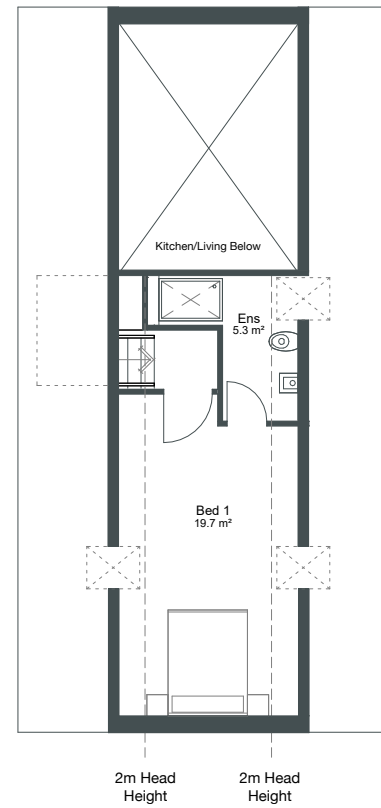 Kitchen/Living Below
Ens
5.3 m²
Bed 1
19.7 m²
2m Head
Height
2m Head
Height